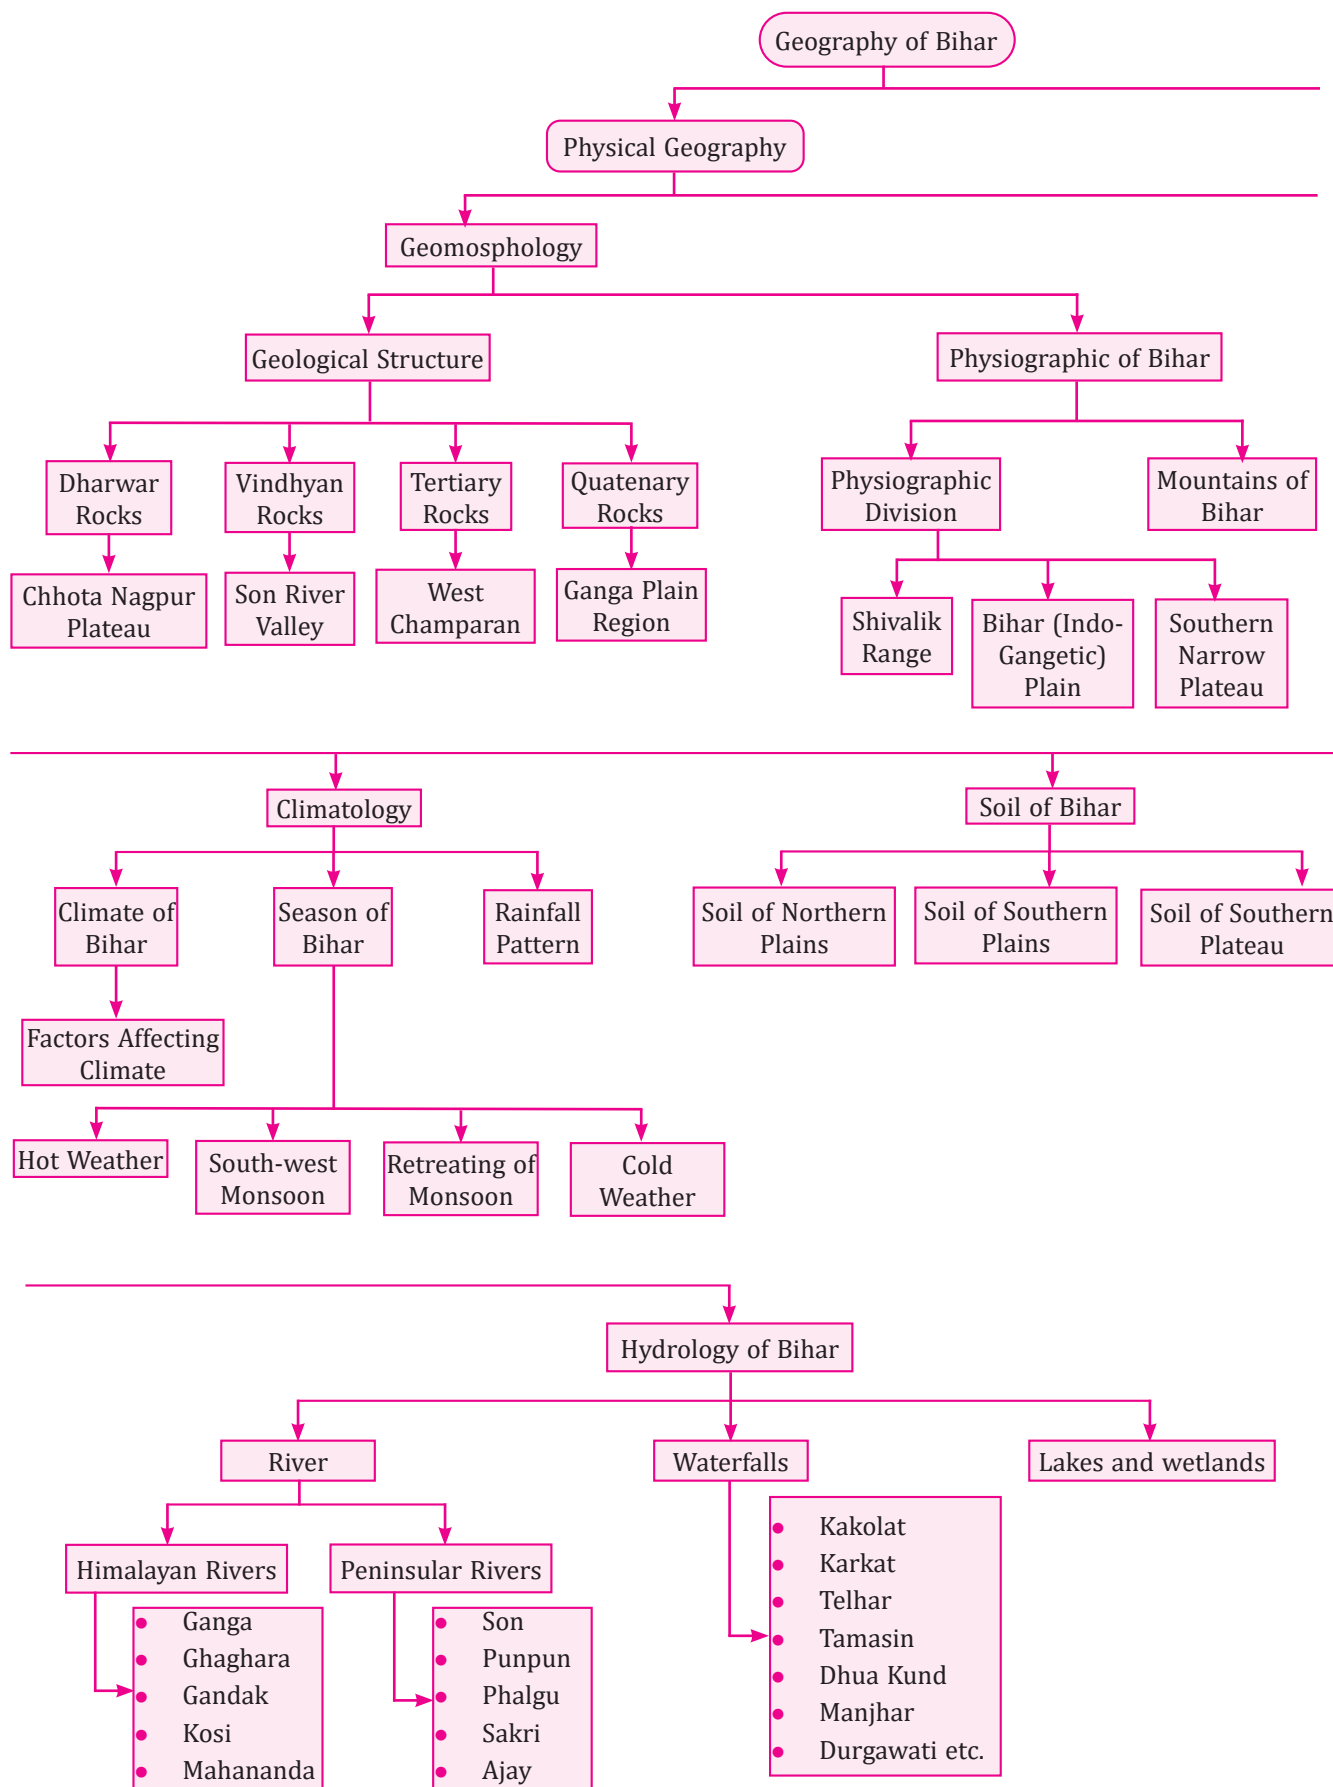 Geography of Bihar
Physical Geography
Geomosphology
Geological Structure
Physiographic of Bihar
Dharwar
Rocks
Vindhyan
Rocks
Tertiary
Rocks
Quatenary
Rocks
Physiographic
Division
Mountains of
Bihar
Chhota Nagpur
Plateau
Son River
Valley
West
Champaran
Ganga Plain
Region
Shivalik
Range
Bihar (Indo-
Gangetic)
Plain
Southern
Narrow
Plateau
Climatology
Soil of Bihar
Climate of
Bihar
Season of
Bihar
Rainfall
Pattern
Soil of Northern
Plains
Soil of Southern
Plains
Soil of Southern
Plateau
Factors Affecting
Climate
Hot Weather
South-west
Monsoon
Retreating of
Monsoon
Cold
Weather
Hydrology of Bihar
River
Waterfalls
Lakes and wetlands
Himalayan Rivers
Peninsular Rivers
• Ganga
• Ghaghara
• Gandak
• Kosi
• Mahananda
• Son
• Punpun
• Phalgu
• Sakri
• Ajay
• Kakolat
• Karkat
• Telhar
• Tamasin
• Dhua Kund
• Manjhar
• Durgawati etc.